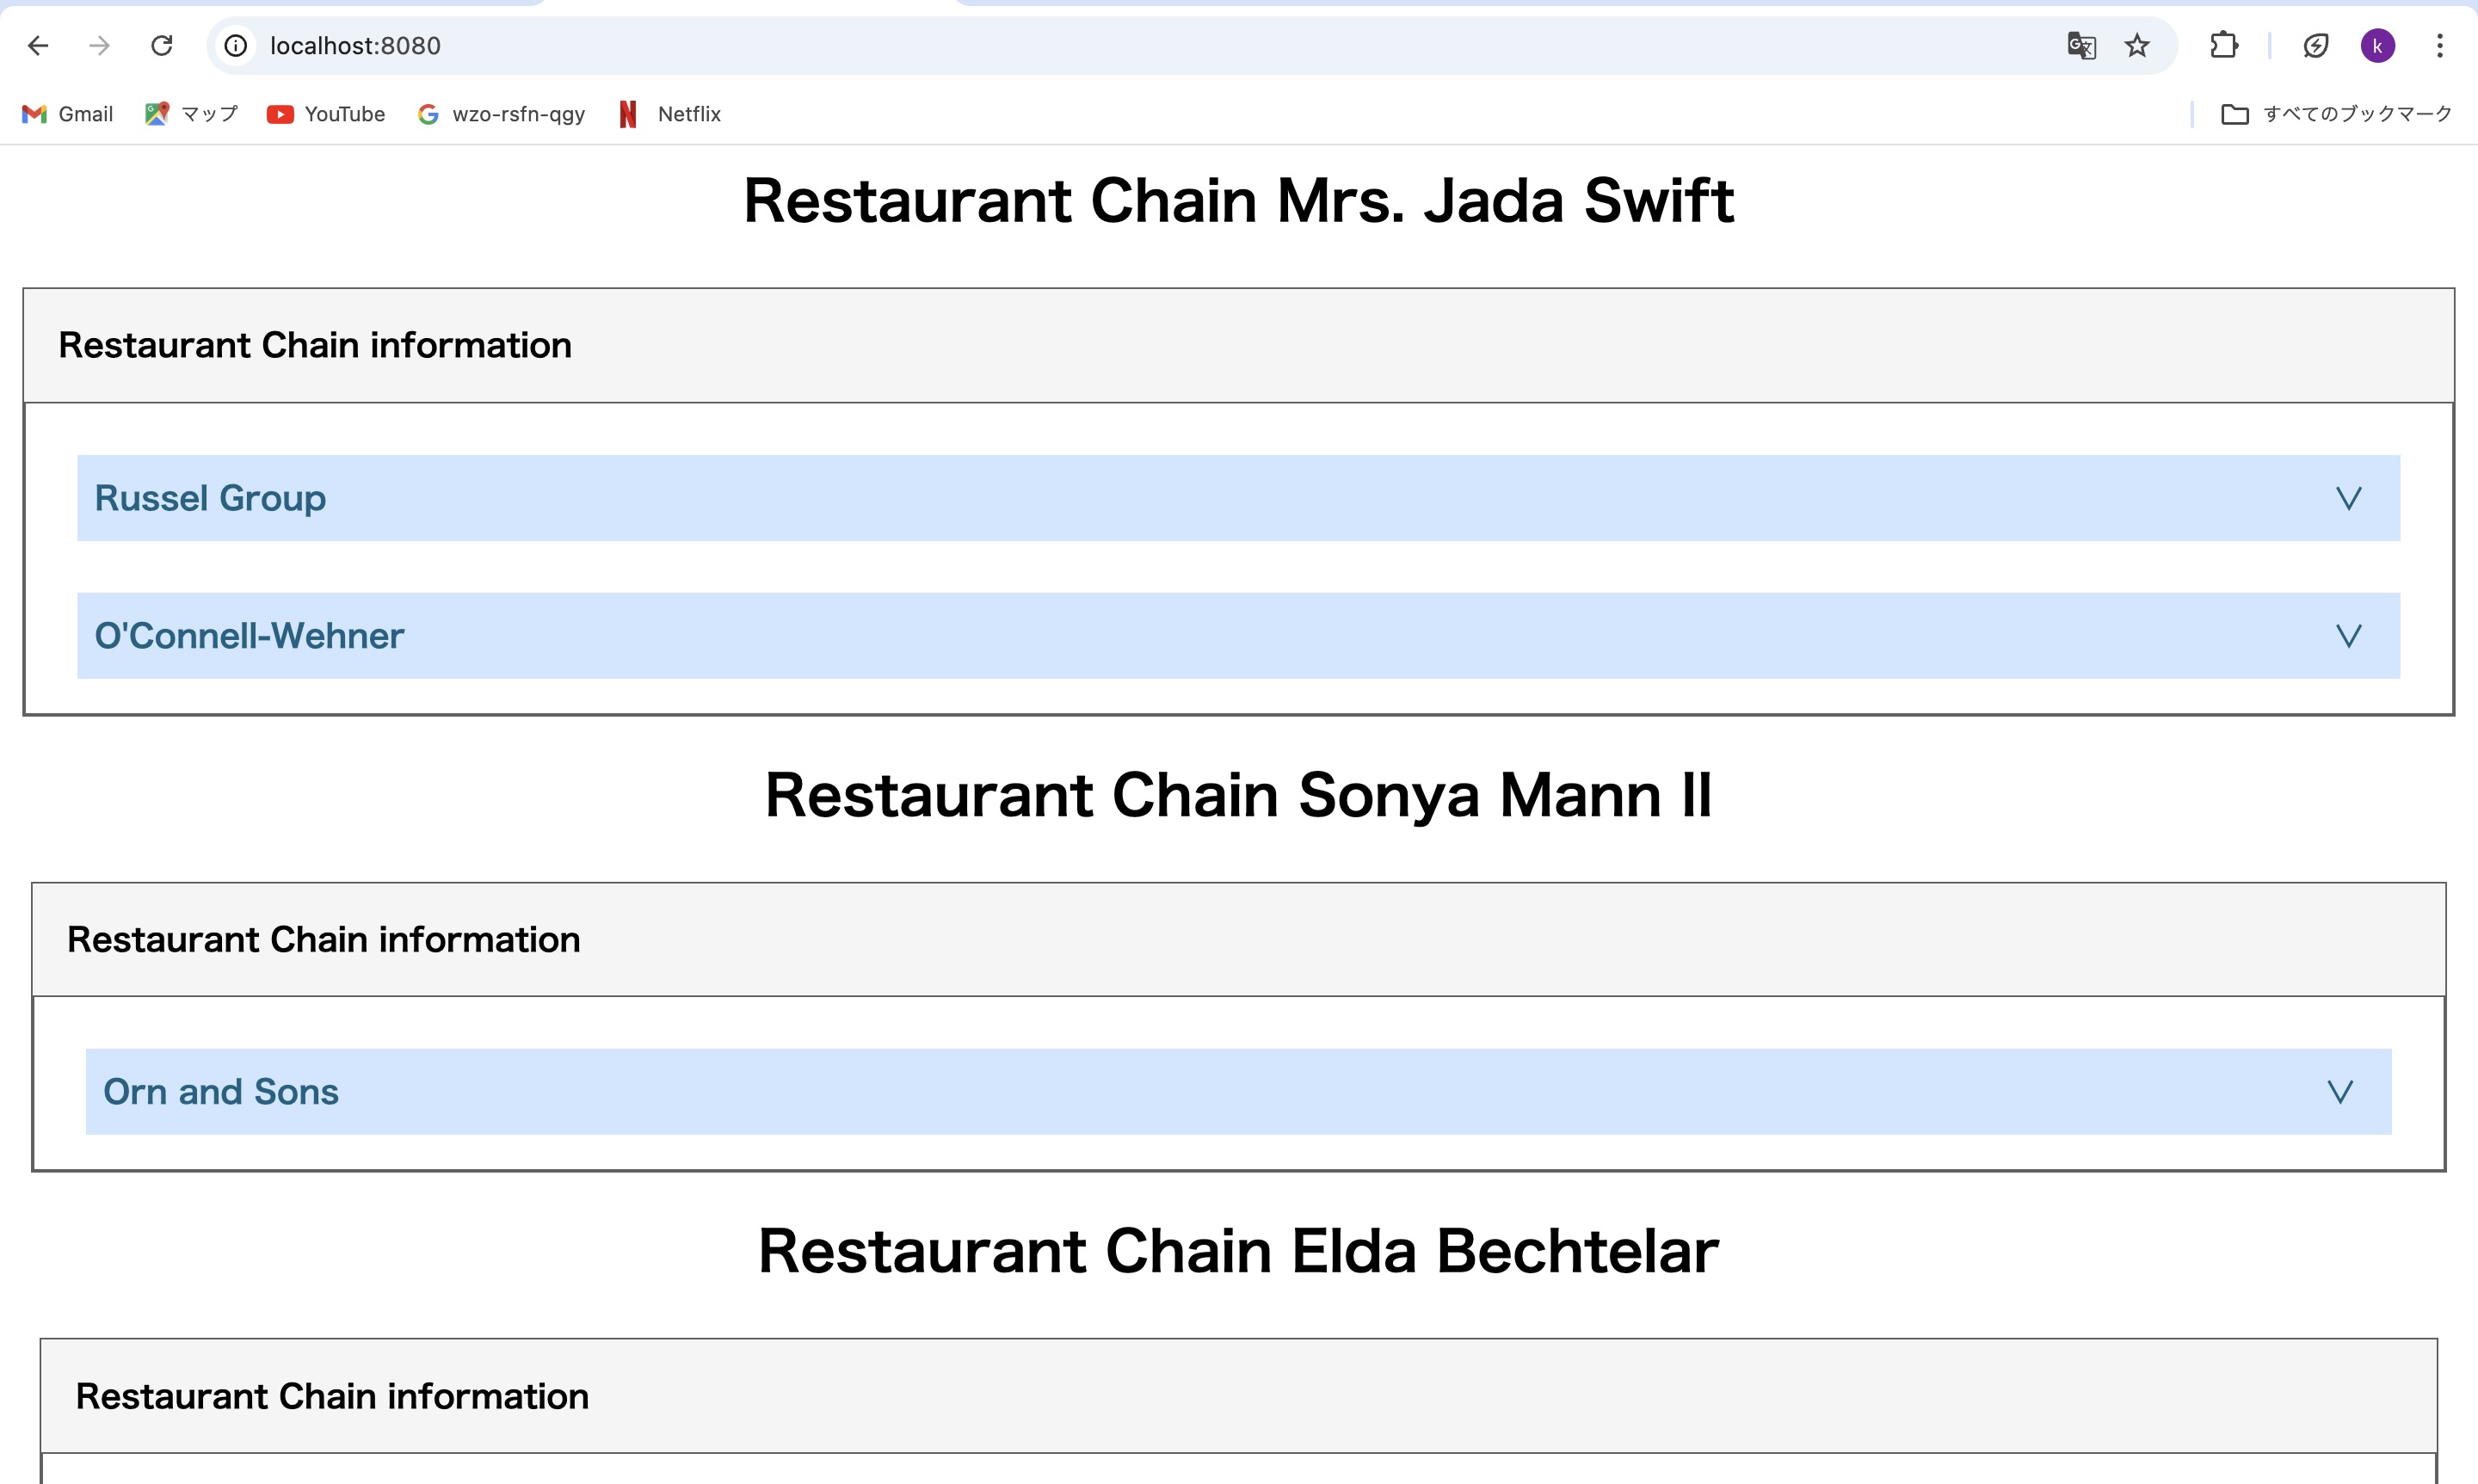 localhost:8080
k
Gmail マップ YouTube wzo-rsfn-qgy Netflix すべてのブックマーク
Restaurant Chain Mrs. Jada Swift
Restaurant Chain information
Russel Group
O'Connell-Wehner
Restaurant Chain Sonya Mann II
Restaurant Chain information
Orn and Sons
Restaurant Chain Elda Bechtelar
Restaurant Chain information